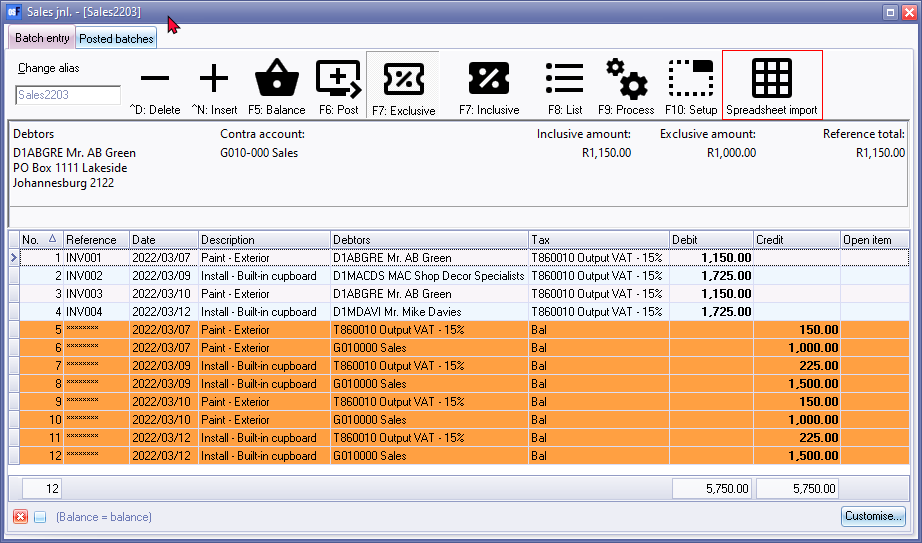 #F Sales jnl. - [Sales2203]
Batch entry Posted batches
Change alias
Sales2203
^D: Delete ^N: Insert F5: Balance F6: Post F7: Exclusive F7: Inclusive F8: List F9: Process F10: Setup Spreadsheet import
Debtors Contra account: Inclusive amount: Exclusive amount: Reference total:
D1ABGRE Mr. AB Green G010-000 Sales R1,150.00 R1,000.00 R1,150.00
PO Box 1111 Lakeside
Johannesburg 2122
No. Reference Date Description Debtors Tax Debit Credit Open item
1 INV001 2022/03/07 Paint - Exterior D1ABGRE Mr. AB Green T860010 Output VAT - 15% 1,150.00
2 INV002 2022/03/09 Install - Built-in cupboard D1MACDS MAC Shop Decor Specialists T860010 Output VAT - 15% 1,725.00
3 INV003 2022/03/10 Paint - Exterior D1ABGRE Mr. AB Green T860010 Output VAT - 15% 1,150.00
4 INV004 2022/03/12 Install - Built-in cupboard D1MDAVI Mr. Mike Davies T860010 Output VAT - 15% 1,725.00
5 ******** 2022/03/07 Paint - Exterior T860010 Output VAT - 15% Bal 150.00
6 ******** 2022/03/07 Paint - Exterior G010000 Sales Bal 1,000.00
7 ******** 2022/03/09 Install - Built-in cupboard T860010 Output VAT - 15% Bal 225.00
8 ******** 2022/03/09 Install - Built-in cupboard G010000 Sales Bal 1,500.00
9 ******** 2022/03/10 Paint - Exterior T860010 Output VAT - 15% Bal 150.00
10 ******** 2022/03/10 Paint - Exterior G010000 Sales Bal 1,000.00
11 ******** 2022/03/12 Install - Built-in cupboard T860010 Output VAT - 15% Bal 225.00
12 ******** 2022/03/12 Install - Built-in cupboard G010000 Sales Bal 1,500.00
12 5,750.00 5,750.00
(Balance = balance) Customise...